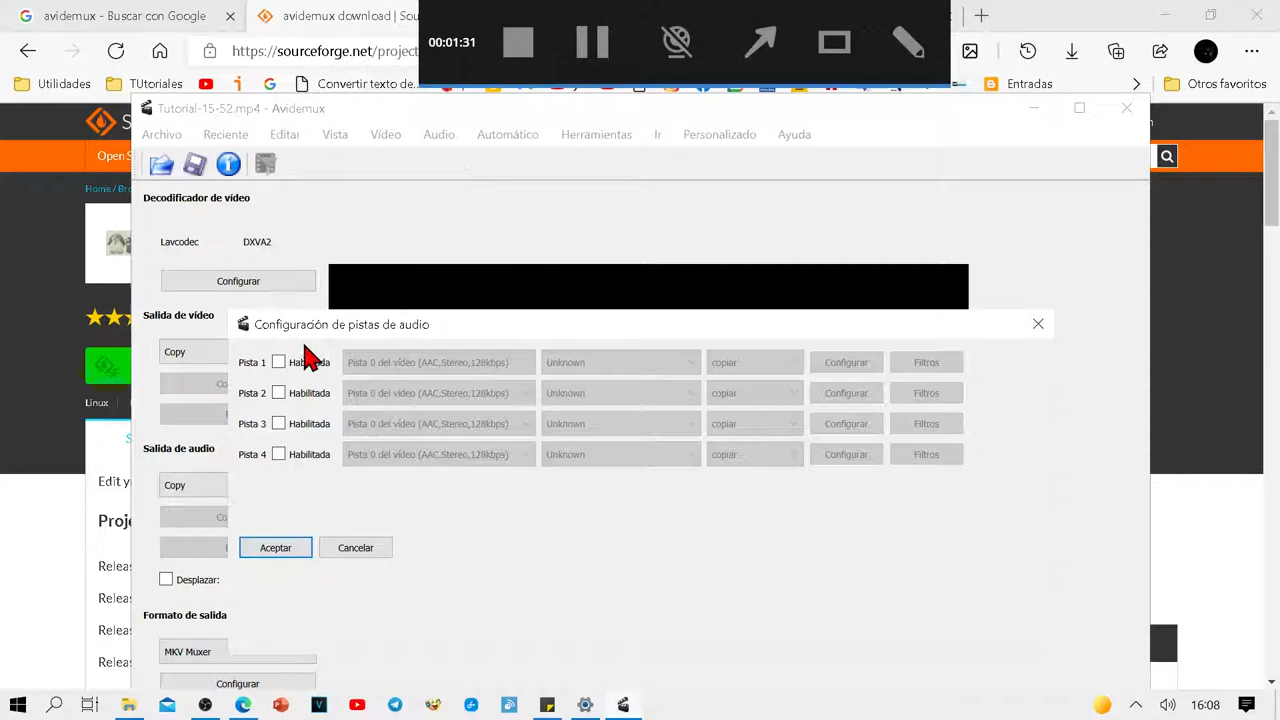 avidemux - Buscar con Google
avidemux download | Sou
00:01:31
https://sourceforge.net/project
Utilidades
Tutoriales
Convertio
Entradas
Otros favoritos
Tutorial-15-52.mp4 - Avidemux
Archivo Reciente Editar Vista Vídeo Audio Automático Herramientas Ir Personalizado Ayuda
Open S
Home / Bro
Decodificador de vídeo
Lavcodec DXVA2
Configurar
Salida de vídeo
Copy
Co
Configuración de pistas de audio
Pista 1 Habilitada Pista 0 del vídeo (AAC,Stereo,128kbps) Unknown copiar Configurar Filtros
Pista 2 Habilitada Pista 0 del vídeo (AAC,Stereo,128kbps) Unknown copiar Configurar Filtros
Pista 3 Habilitada Pista 0 del vídeo (AAC,Stereo,128kbps) Unknown copiar Configurar Filtros
Pista 4 Habilitada Pista 0 del vídeo (AAC,Stereo,128kbps) Unknown copiar Configurar Filtros
Aceptar Cancelar
Linux
Salida de audio
Copy
Co
Edit y
Proje
Desplazar:
Releas
Releas
Releas
Releas
Formato de salida
MKV Muxer
Configurar
16:08